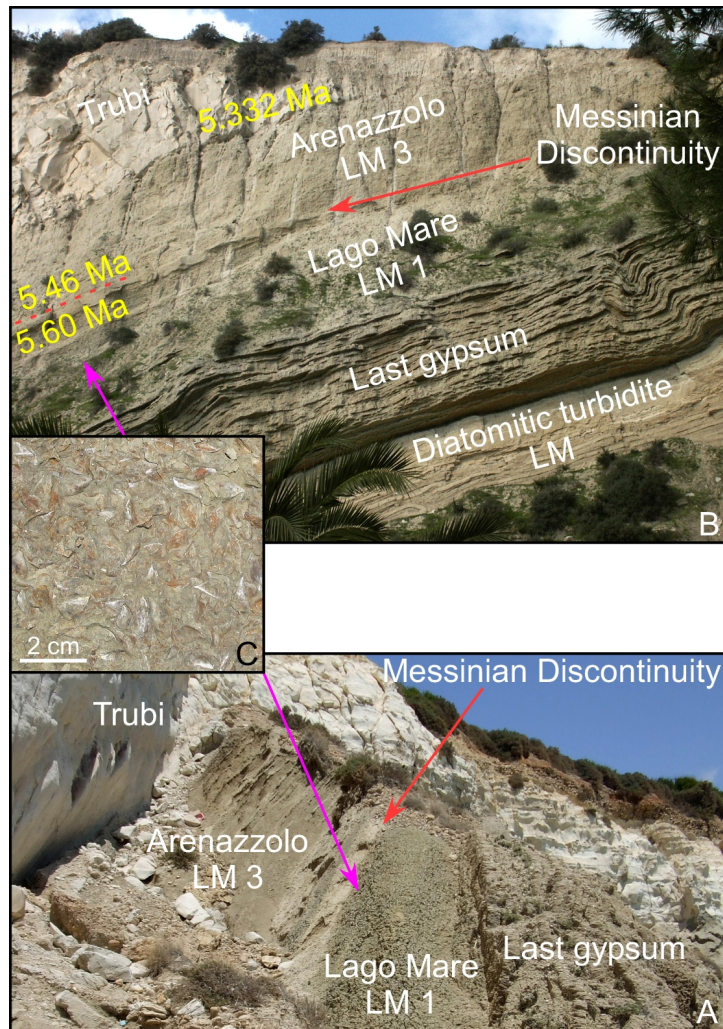 Trubi
5.332 Ma
Arenazzolo
LM 3
Messinian
Discontinuity
Lago Mare
LM 1
5.46 Ma
5.60 Ma
Last gypsum
Diatomitic turbidite
LM
B
2 cm
C
Messinian Discontinuity
Trubi
Arenazzolo
LM 3
Lago Mare
LM 1
Last gypsum
A